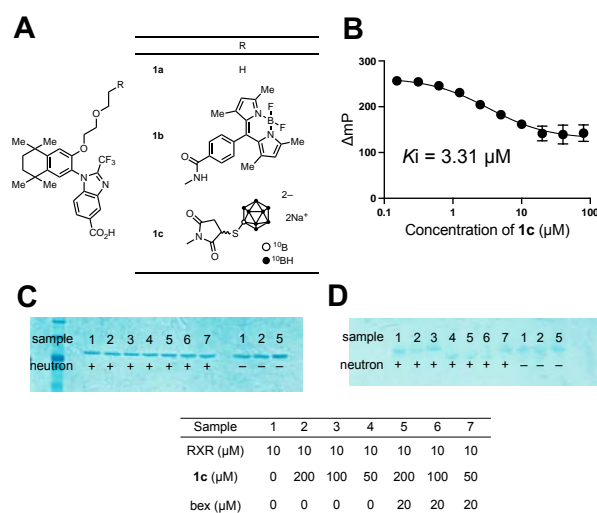 A
R
1a H
1b
1c
R
O
O
Me Me
CF3
N
N
Me Me
CO2H
Me Me
F
N
B
F
N
Me Me
O
NH
O
N
S
O
2–
2Na+
10B
10BH
B
300
200
100
0
ΔmP
Ki = 3.31 μM
0.1 1 10 100
Concentration of 1c (μM)
C
sample 1 2 3 4 5 6 7 1 2 5
neutron + + + + + + + − − −
D
sample 1 2 3 4 5 6 7 1 2 5
neutron + + + + + + + − − −
Sample 1 2 3 4 5 6 7
RXR (μM) 10 10 10 10 10 10 10
1c (μM) 0 200 100 50 200 100 50
bex (μM) 0 0 0 0 20 20 20